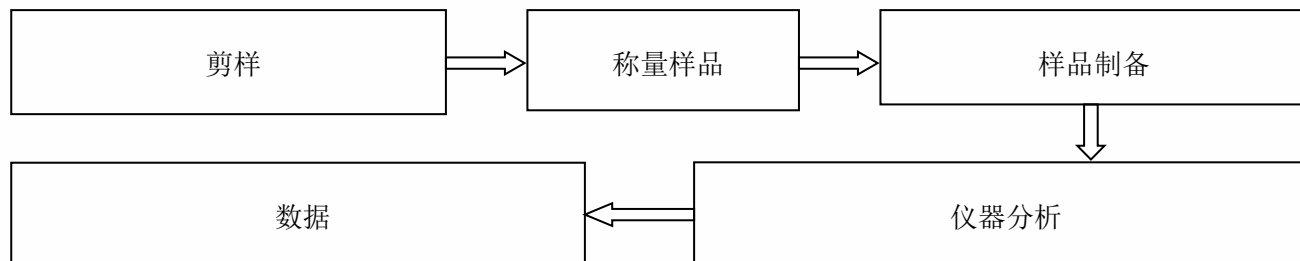 剪样
称量样品
样品制备
仪器分析
数据